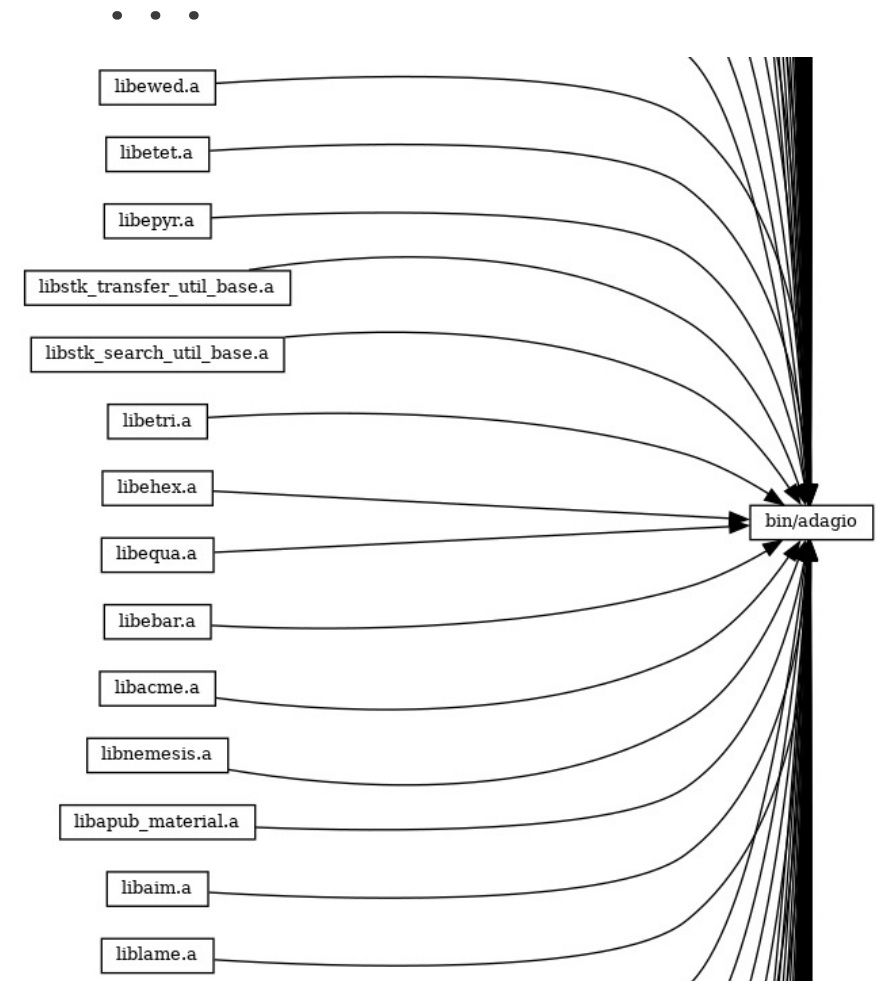 • • •
libewed.a
libetet.a
libepyr.a
libstk_transfer_util_base.a
libstk_search_util_base.a
libetri.a
libehex.a
bin/adagio
libequa.a
libebar.a
libacme.a
libnemesis.a
libapub_material.a
libaim.a
liblame.a